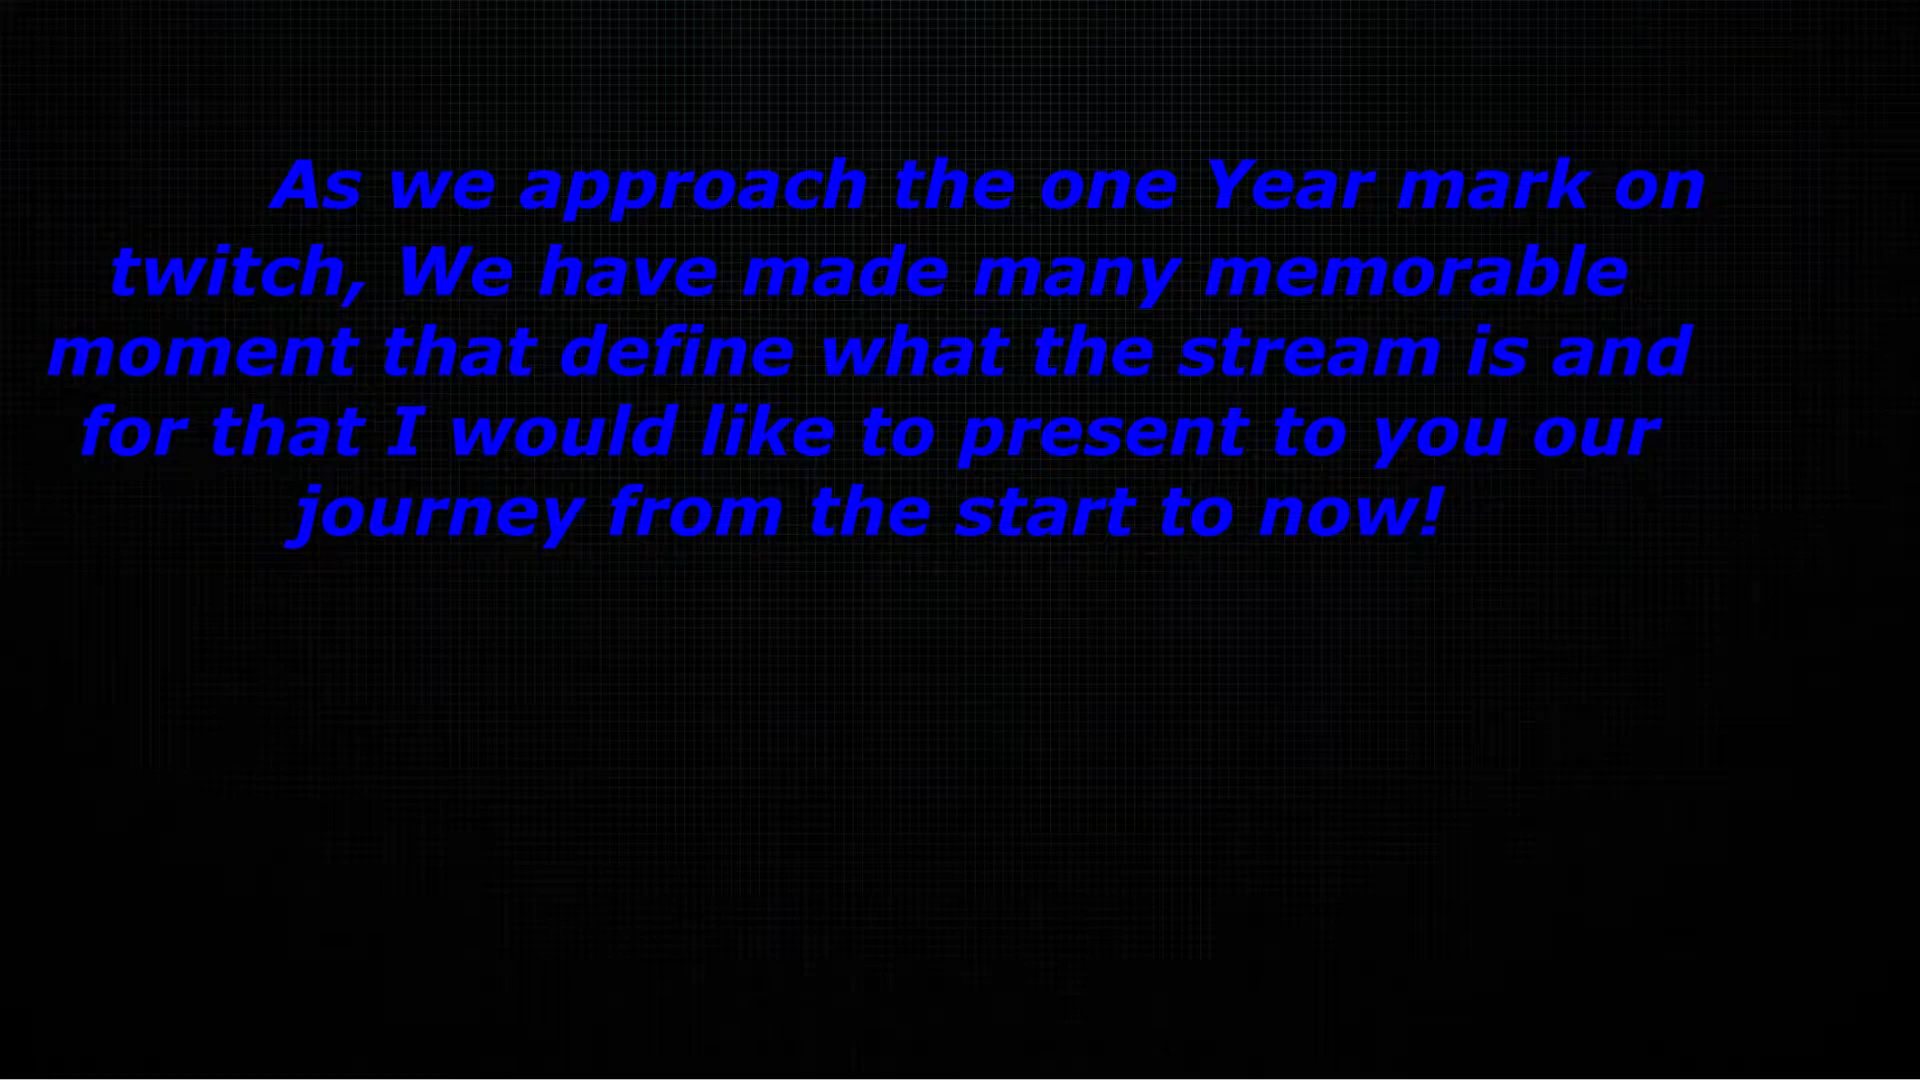 As we approach the one Year mark on
twitch, We have made many memorable
moment that define what the stream is and
for that I would like to present to you our
journey from the start to now!